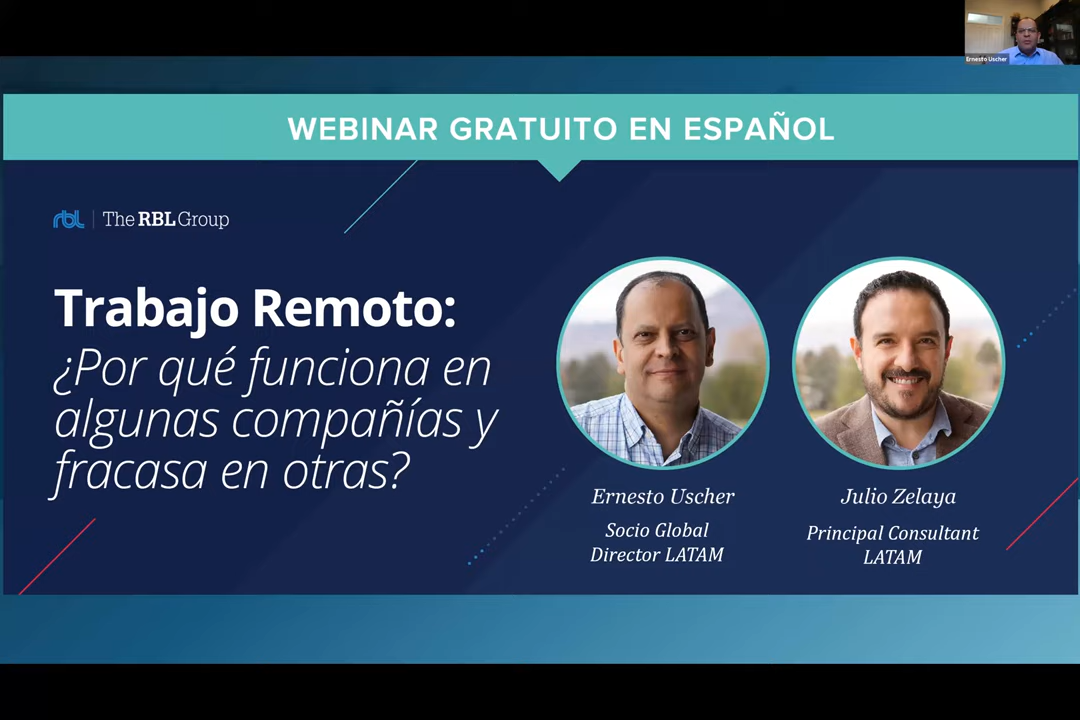 Ernesto Uscher
WEBINAR GRATUITO EN ESPAÑOL
rbl | The RBL Group
Trabajo Remoto:
¿Por qué funciona en
algunas compañías y
fracasa en otras?
Ernesto Uscher
Socio Global
Director LATAM
Julio Zelaya
Principal Consultant
LATAM